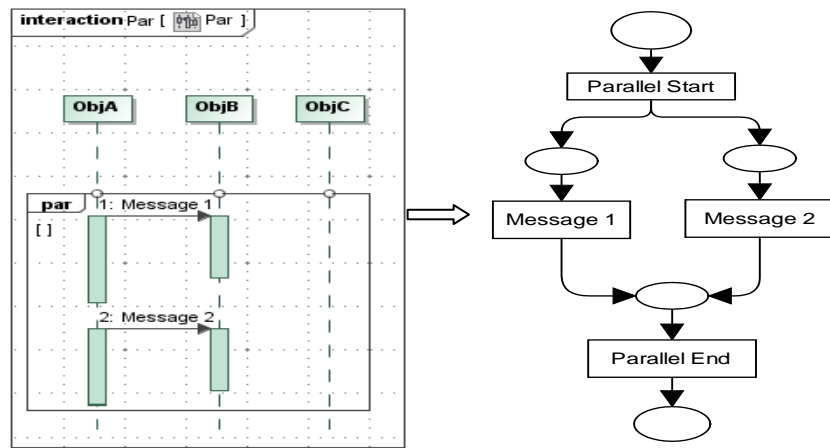 interaction Par [ Par ]
ObjA ObjB ObjC
par
[ ]
1: Message 1
2: Message 2
Parallel Start
Message 1
Message 2
Parallel End